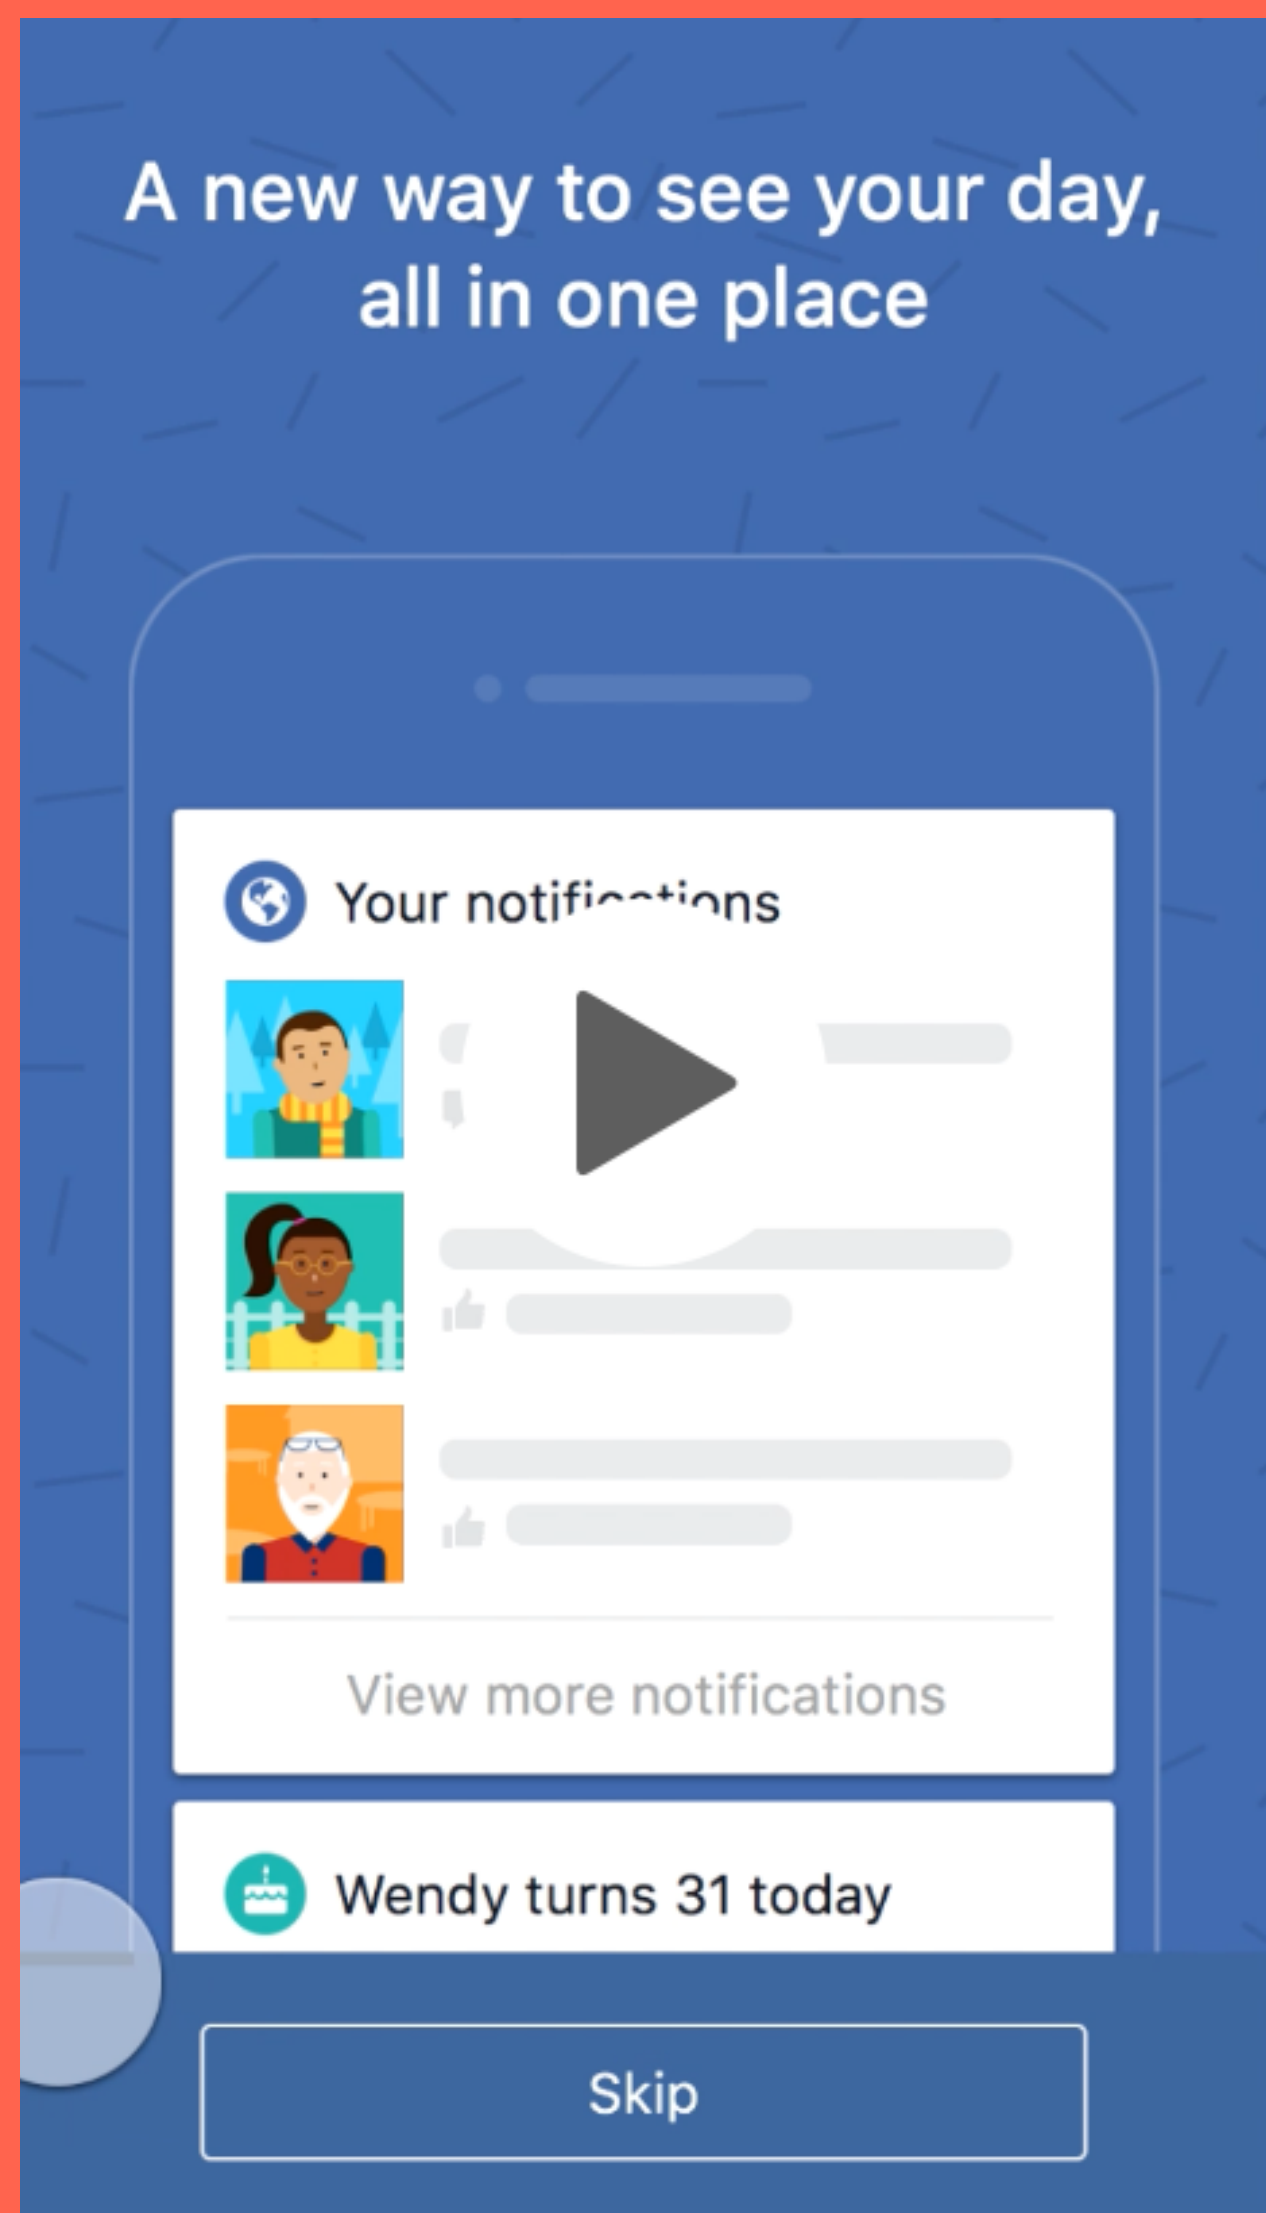 A new way to see your day,
all in one place
Your notifications
View more notifications
Wendy turns 31 today
Skip